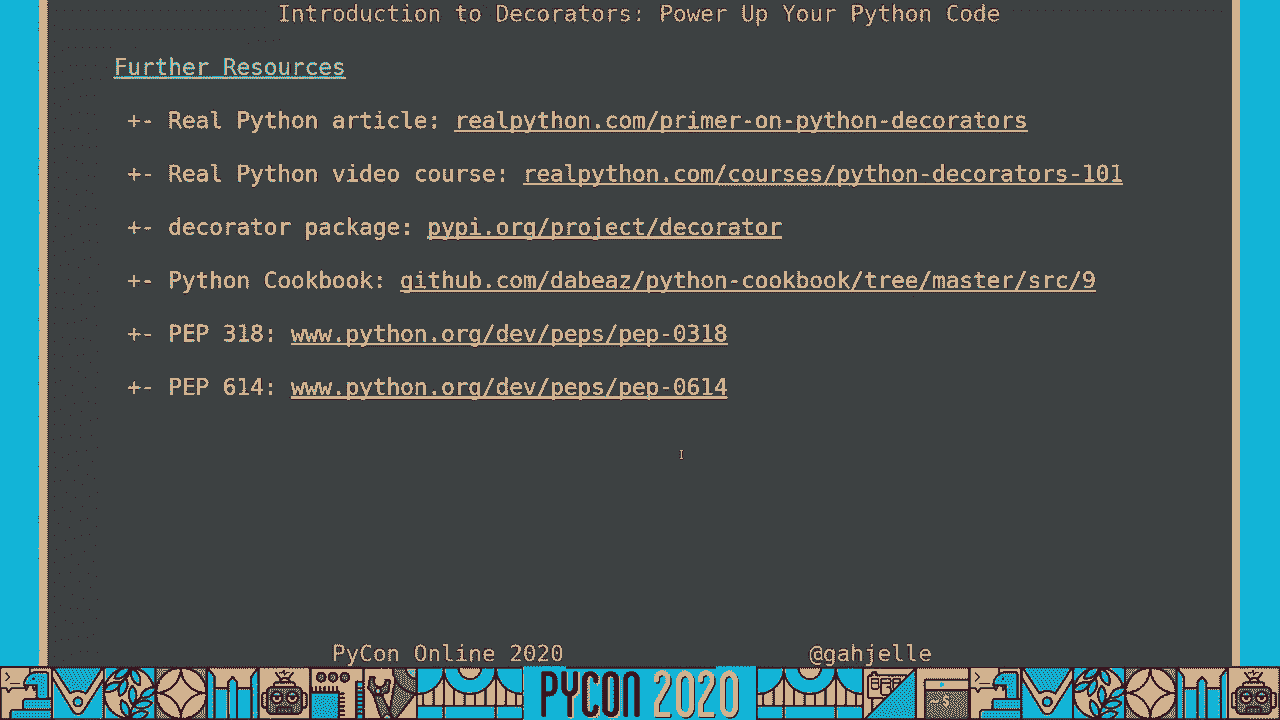 Introduction to Decorators: Power Up Your Python Code
Further Resources
+- Real Python article: realpython.com/primer-on-python-decorators
+- Real Python video course: realpython.com/courses/python-decorators-101
+- decorator package: pypi.org/project/decorator
+- Python Cookbook: github.com/dabeaz/python-cookbook/tree/master/src/9
+- PEP 318: www.python.org/dev/peps/pep-0318
+- PEP 614: www.python.org/dev/peps/pep-0614
PyCon Online 2020 @gahjelle
PYCON 2020